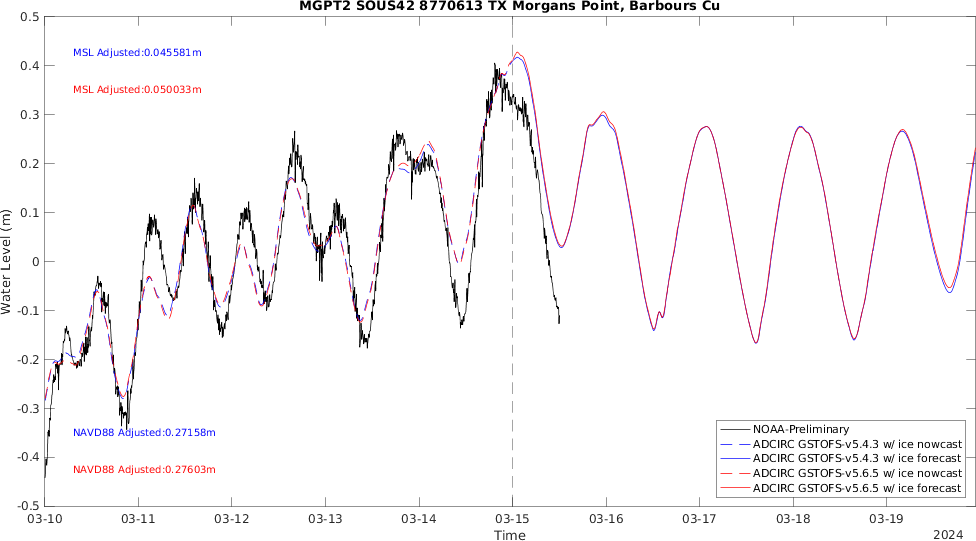 MGPT2 SOUS42 8770613 TX Morgans Point, Barbours Cu
0.5
0.4
0.3
0.2
0.1
0
-0.1
-0.2
-0.3
-0.4
-0.5
Water Level (m)
MSL Adjusted:0.045581m
MSL Adjusted:0.050033m
NAVD88 Adjusted:0.27158m
NAVD88 Adjusted:0.27603m
NOAA-Preliminary
ADCIRC GSTOFS-v5.4.3 w/ ice nowcast
ADCIRC GSTOFS-v5.4.3 w/ ice forecast
ADCIRC GSTOFS-v5.6.5 w/ ice nowcast
ADCIRC GSTOFS-v5.6.5 w/ ice forecast
03-10 03-11 03-12 03-13 03-14 03-15 03-16 03-17 03-18 03-19
Time
2024